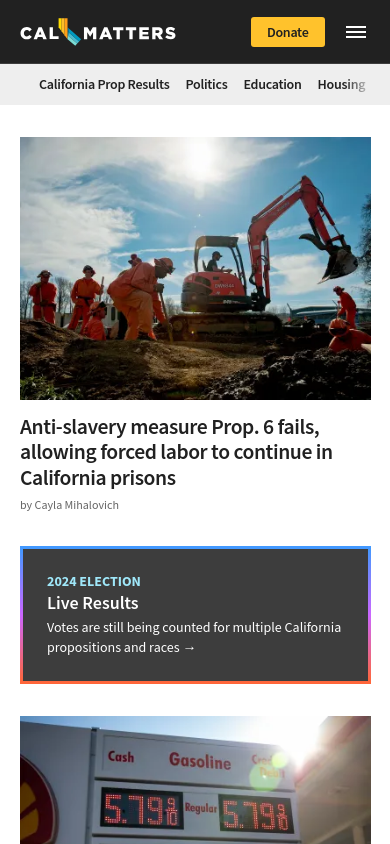 CAL MATTERS
Donate
California Prop Results Politics Education Housing
Anti-slavery measure Prop. 6 fails,
allowing forced labor to continue in
California prisons
by Cayla Mihalovich
2024 ELECTION
Live Results
Votes are still being counted for multiple California
propositions and races →
Cash Gasoline
5.79 Regular 5.79